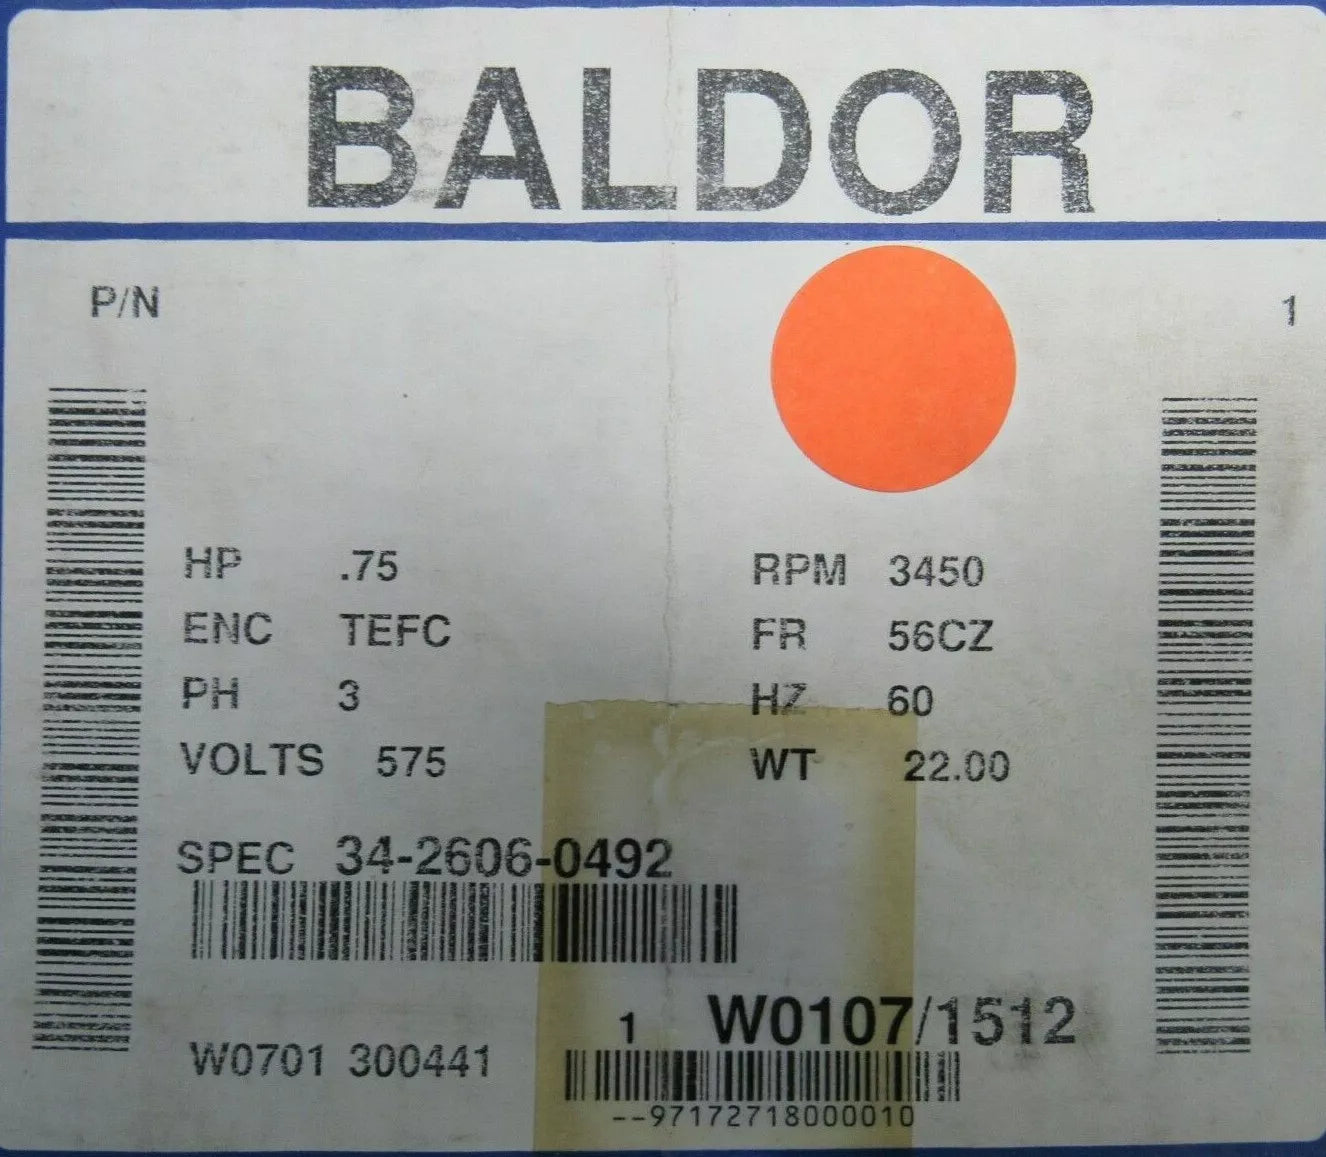 BALDOR
P/N 1
HP .75 RPM 3450
ENC TEFC FR 56CZ
PH 3 HZ 60
VOLTS 575 WT 22.00
SPEC 34-2606-0492
1 W0107/1512
W0701 300441
--97172718000010